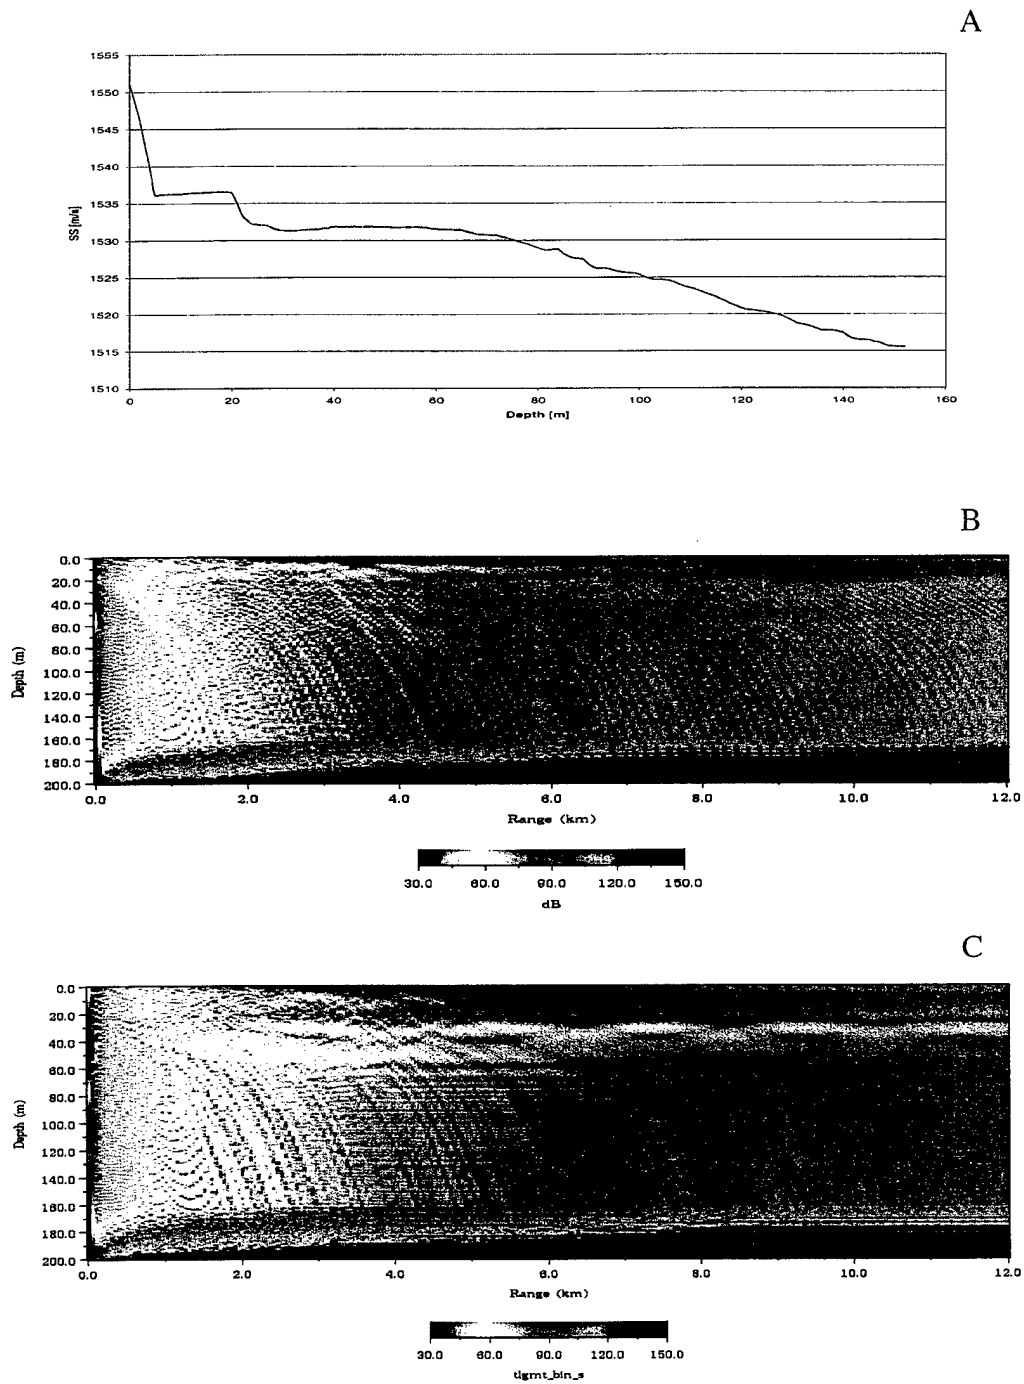 A
1555
1550
1545
1540
1535
1530
1525
1520
1515
1510
SS [m/s]
0 20 40 60 80 100 120 140 160
Depth [m]
B
0.0
20.0
40.0
60.0
80.0
100.0
120.0
140.0
160.0
180.0
200.0
Depth (m)
0.0 2.0 4.0 6.0 8.0 10.0 12.0
Range (km)
30.0 60.0 90.0 120.0 150.0
dB
C
0.0
20.0
40.0
60.0
80.0
100.0
120.0
140.0
160.0
180.0
200.0
Depth (m)
0.0 2.0 4.0 6.0 8.0 10.0 12.0
Range (km)
30.0 60.0 90.0 120.0 150.0
tlgrnt_bin_s